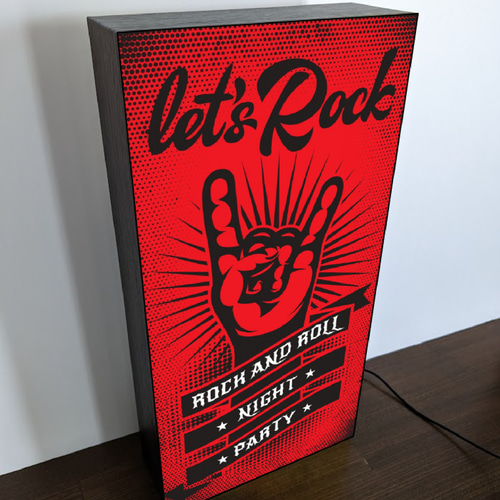 let's Rock
ROCK AND ROLL
NIGHT
PARTY